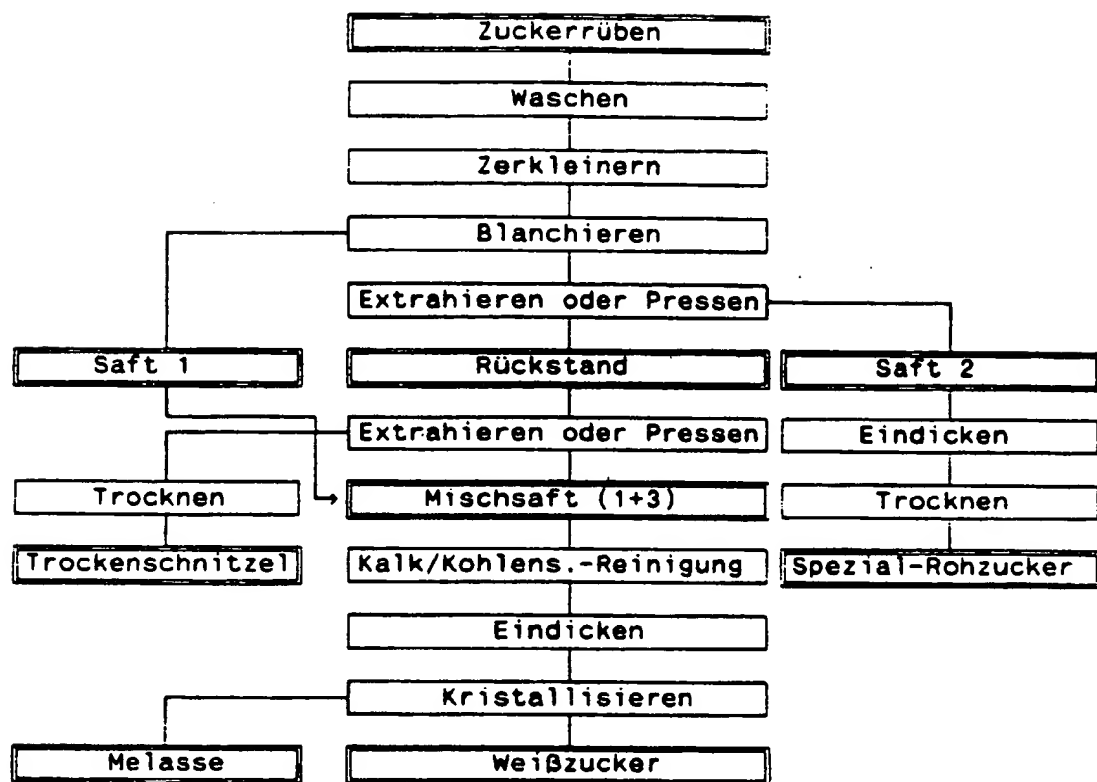 Zuckerrüben
Waschen
Zerkleinern
Blanchieren
Extrahieren oder Pressen
Saft 1
Rückstand
Saft 2
Extrahieren oder Pressen
Eindicken
Trocknen
Mischsaft (1+3)
Trocknen
Trockenschnitzel
Kalk/Kohlens.-Reinigung
Spezial-Rohzucker
Eindicken
Kristallisieren
Melasse
Weißzucker